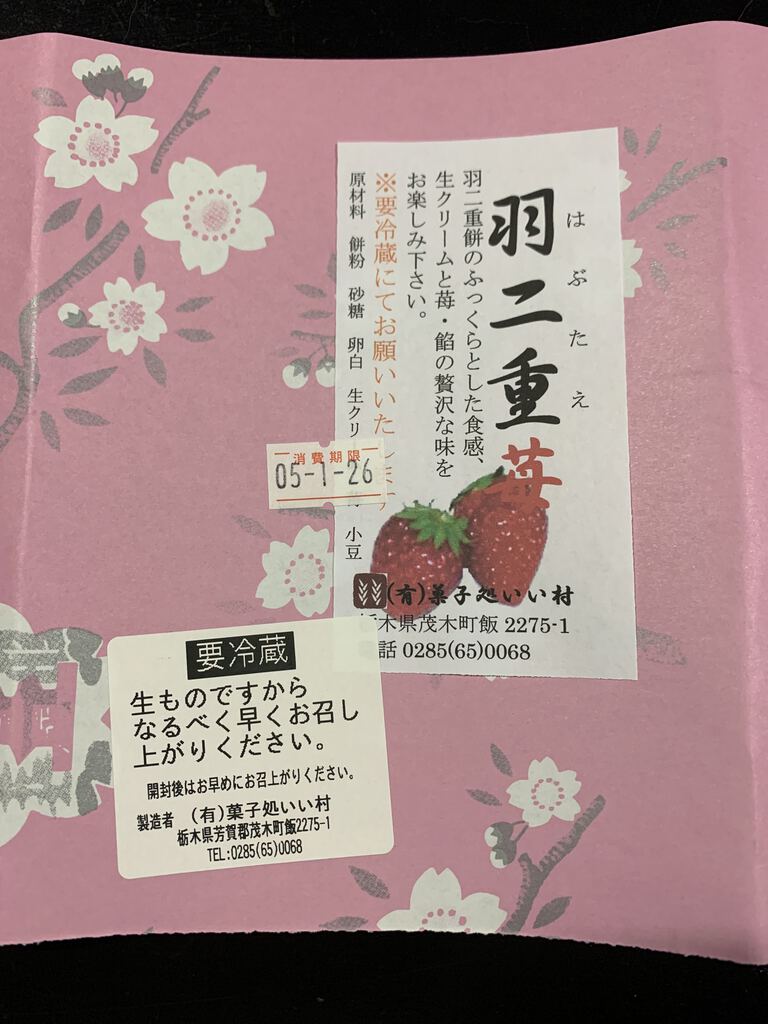 羽二重苺
はぶたえ
羽二重餅のふっくらとした食感、
生クリームと苺・餡の贅沢な味を
お楽しみ下さい。
※要冷蔵にてお願いいたします
原材料 餅粉 砂糖 卵白 生クリ
小豆
消費期限
05-1-26
(有)菓子処いい村
栃木県茂木町飯 2275-1
話 0285(65)0068
要冷蔵
生ものですから
なるべく早くお召し
上がりください。
開封後はお早めにお召上がりください。
製造者 (有)菓子処いい村
栃木県芳賀郡茂木町飯2275-1
TEL:0285(65)0068